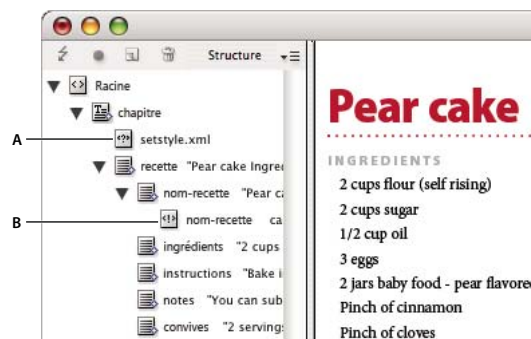 Structure
Racine
chapitre
A
setstyle.xml
recette "Pear cake Ingre
nom-recette "Pear ca
B
nom-recette ca
ingrédients "2 cups
instructions "Bake i
notes "You can sub
convives "2 serving
Pear cake
INGREDIENTS
2 cups flour (self rising)
2 cups sugar
1/2 cup oil
3 eggs
2 jars baby food - pear flavored
Pinch of cinnamon
Pinch of cloves